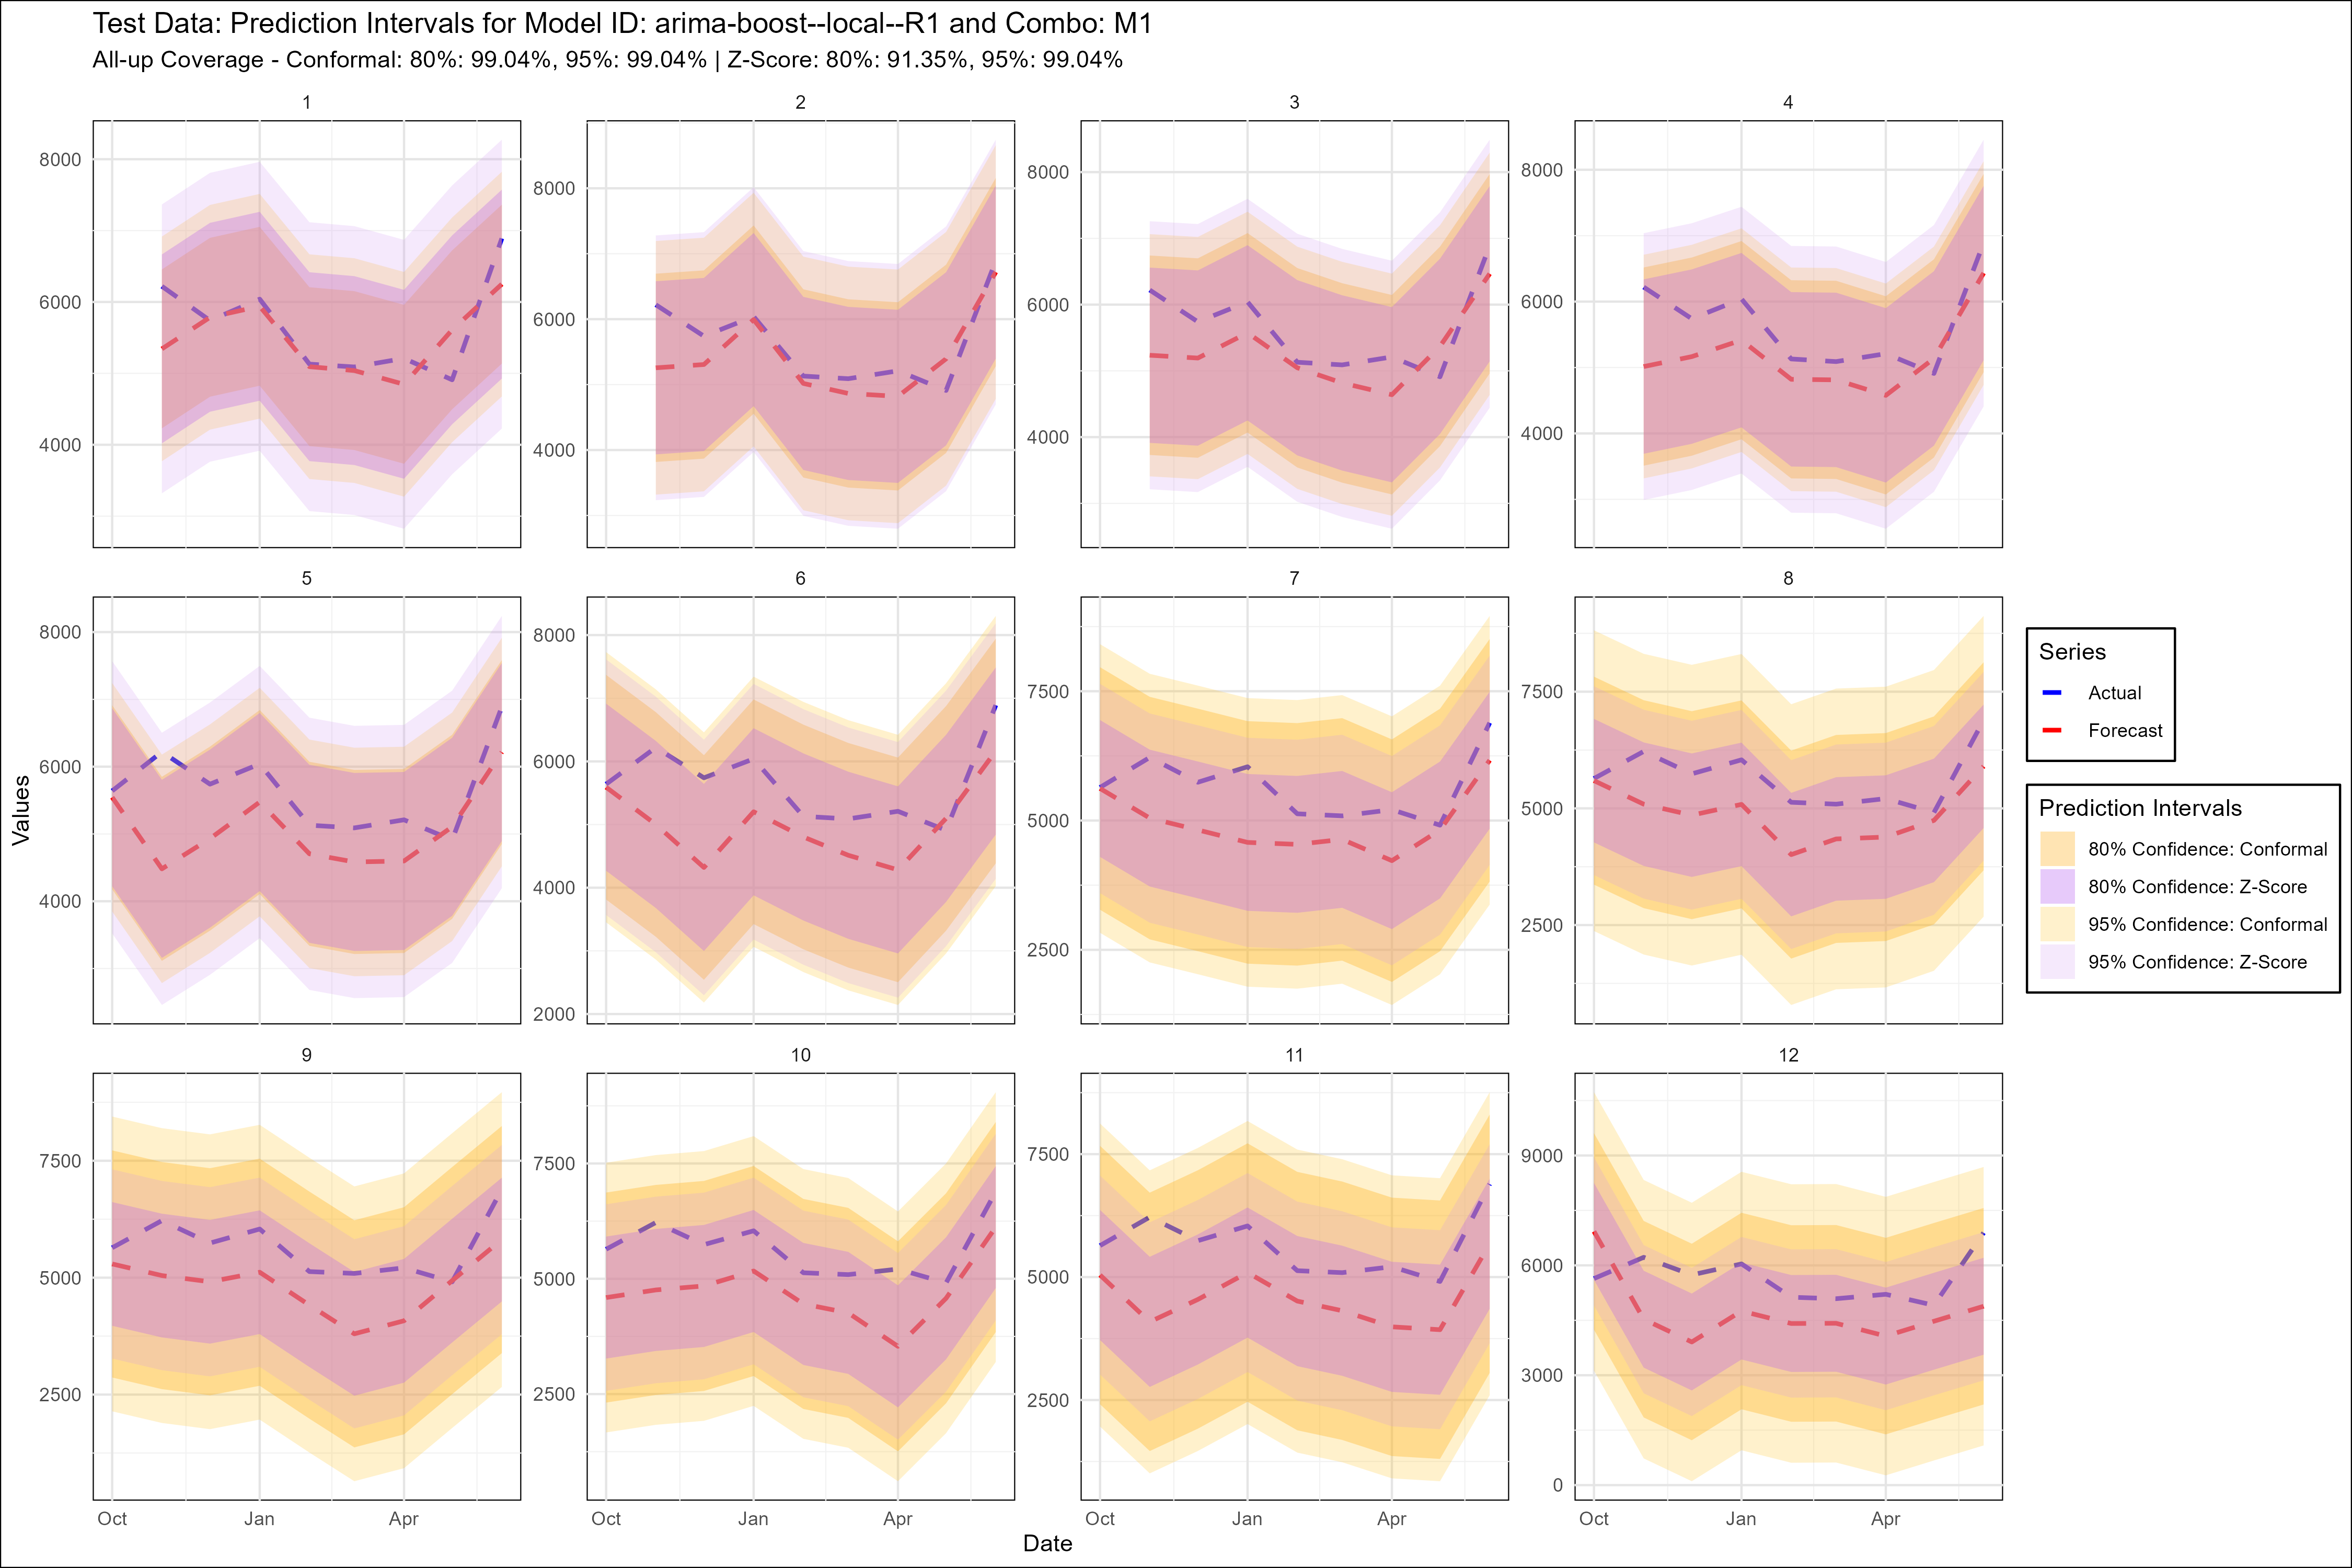 Test Data: Prediction Intervals for Model ID: arima-boost--local--R1 and Combo: M1
All-up Coverage - Conformal: 80%: 99.04%, 95%: 99.04% | Z-Score: 80%: 91.35%, 95%: 99.04%
1
2
3
4
8000
6000
4000
8000
6000
4000
8000
6000
4000
8000
6000
4000
5
6
7
8
8000
6000
4000
8000
6000
4000
2000
7500
5000
2500
7500
5000
2500
9
10
11
12
7500
5000
2500
7500
5000
2500
7500
5000
2500
9000
6000
3000
0
Oct
Jan
Apr
Oct
Jan
Apr
Oct
Jan
Apr
Oct
Jan
Apr
Date
Values
Series
Actual
Forecast
Prediction Intervals
80% Confidence: Conformal
80% Confidence: Z-Score
95% Confidence: Conformal
95% Confidence: Z-Score